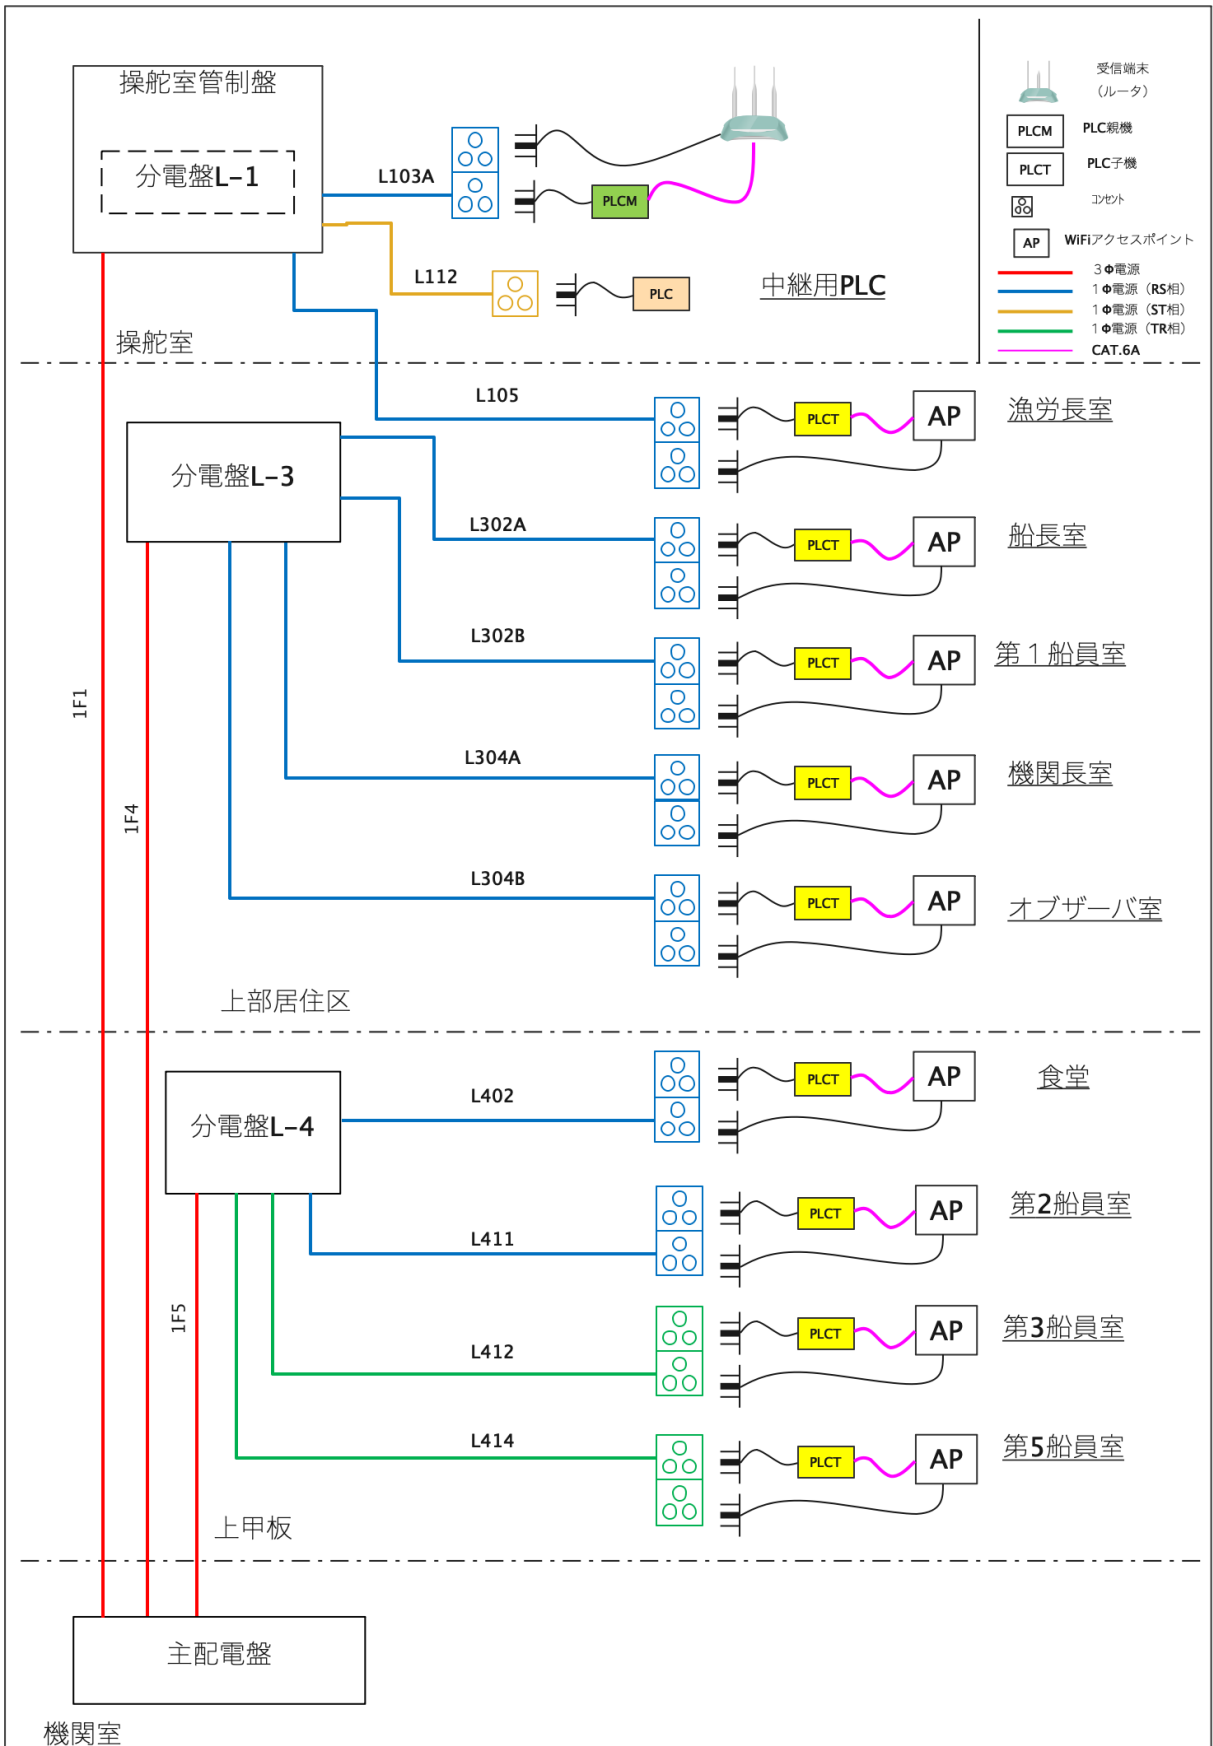 操舵室管制盤
分電盤L-1
L103A
PLCM
L112
PLC
中継用PLC
操舵室
受信端末
(ルータ)
PLCM
PLC親機
PLCT
PLC子機
コンセント
AP
WiFiアクセスポイント
3Φ電源
1Φ電源（RS相）
1Φ電源（ST相）
1Φ電源（TR相）
CAT.6A
L105
PLCT
AP
漁労長室
分電盤L-3
L302A
PLCT
AP
船長室
L302B
PLCT
AP
第１船員室
1F1
L304A
PLCT
AP
機関長室
1F4
L304B
PLCT
AP
オブザーバ室
上部居住区
分電盤L-4
L402
PLCT
AP
食堂
L411
PLCT
AP
第2船員室
1F5
L412
PLCT
AP
第3船員室
L414
PLCT
AP
第5船員室
上甲板
主配電盤
機関室